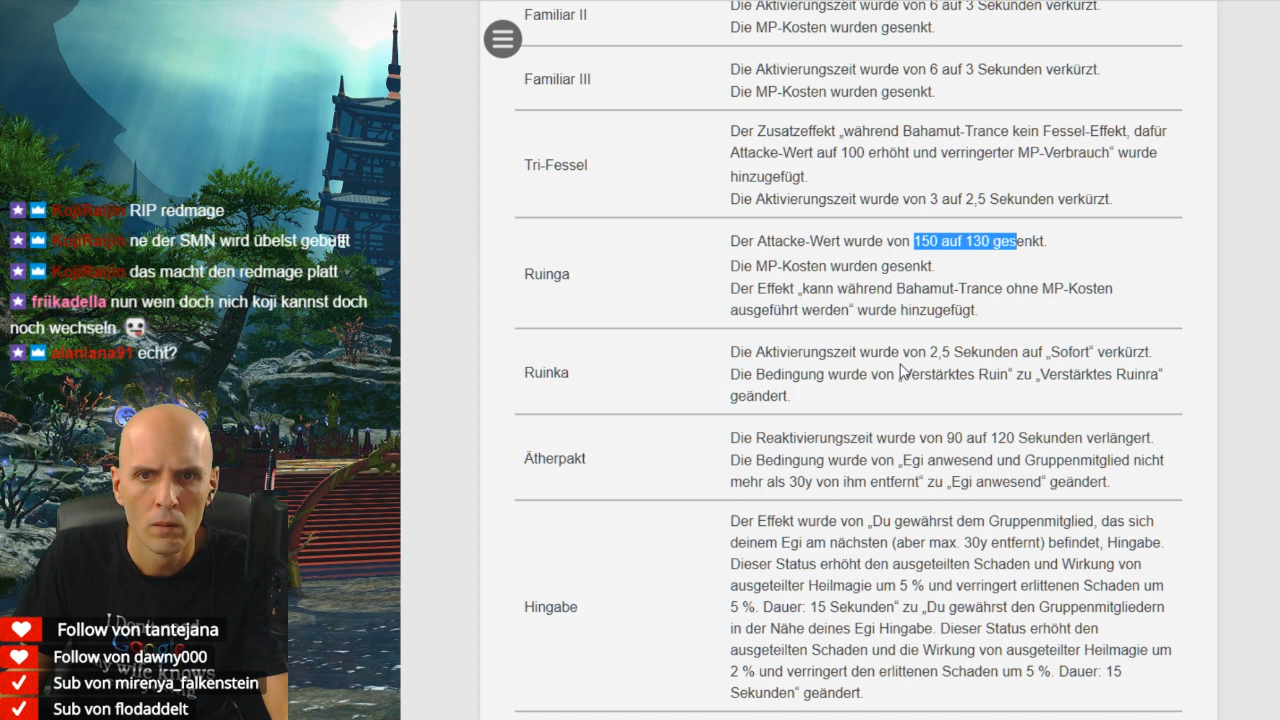 KojiRaijin RIP redmage
KojiRaijin ne der SMN wird übelst gebufft
KojiRaijin das macht den redmage platt
friikadella nun wein doch nich koji kannst doch
noch wechseln
alaniana91 echt?
Follow von tantejana
Google
Follow von dawny000
knows
Sub von mirenya_falkenstein
Sub von flodaddelt
Familiar II
Die Aktivierungszeit wurde von 6 auf 3 Sekunden verkürzt.
Die MP-Kosten wurden gesenkt.
Familiar III
Die Aktivierungszeit wurde von 6 auf 3 Sekunden verkürzt.
Die MP-Kosten wurden gesenkt.
Tri-Fessel
Der Zusatzeffekt „während Bahamut-Trance kein Fessel-Effekt, dafür
Attacke-Wert auf 100 erhöht und verringerter MP-Verbrauch“ wurde
hinzugefügt.
Die Aktivierungszeit wurde von 3 auf 2,5 Sekunden verkürzt.
Ruinga
Der Attacke-Wert wurde von 150 auf 130 gesenkt.
Die MP-Kosten wurden gesenkt.
Der Effekt „kann während Bahamut-Trance ohne MP-Kosten
ausgeführt werden“ wurde hinzugefügt.
Ruinka
Die Aktivierungszeit wurde von 2,5 Sekunden auf „Sofort“ verkürzt.
Die Bedingung wurde von „Verstärktes Ruin“ zu „Verstärktes Ruinra“
geändert.
Ätherpakt
Die Reaktivierungszeit wurde von 90 auf 120 Sekunden verlängert.
Die Bedingung wurde von „Egi anwesend und Gruppenmitglied nicht
mehr als 30y von ihm entfernt“ zu „Egi anwesend“ geändert.
Hingabe
Der Effekt wurde von „Du gewährst dem Gruppenmitglied, das sich
deinem Egi am nächsten (aber max. 30y entfernt) befindet, Hingabe.
Dieser Status erhöht den ausgeteilten Schaden und Wirkung von
ausgeteilter Heilmagie um 5 % und verringert erlittenen Schaden um
5 %. Dauer: 15 Sekunden“ zu „Du gewährst den Gruppenmitgliedern
in der Nähe deines Egi Hingabe. Dieser Status erhöht den
ausgeteilten Schaden und die Wirkung von ausgeteilter Heilmagie um
und verringert den erlittenen Schaden um 5 %. Dauer: 15
Sekunden“ geändert.